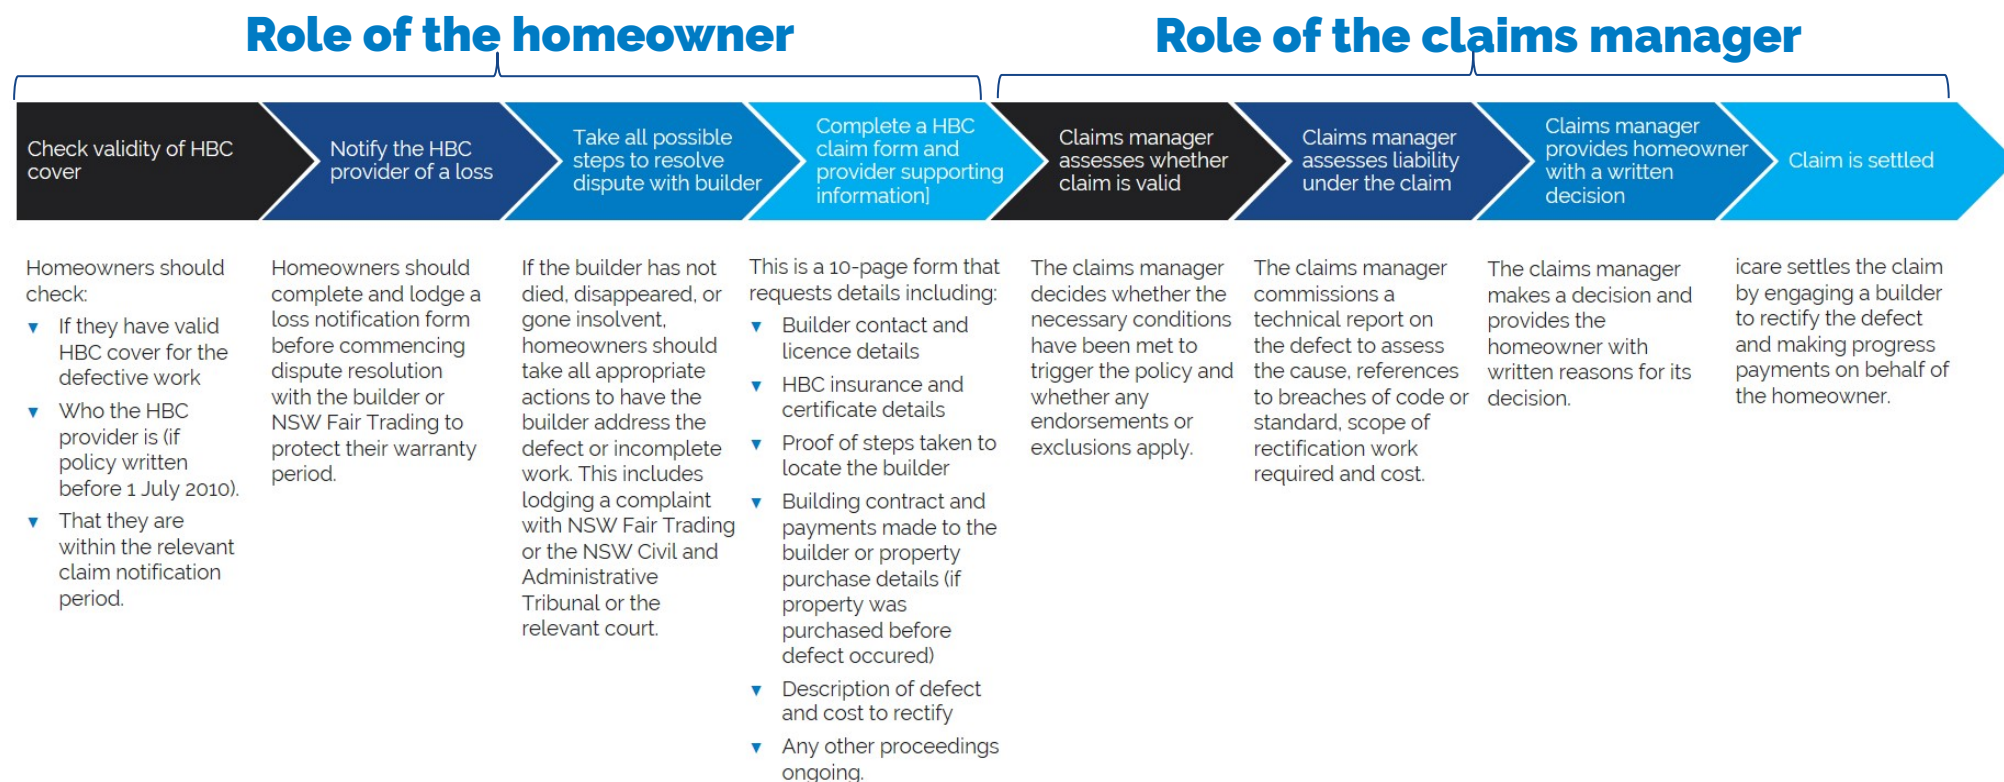 Role of the homeowner
Role of the claims manager
Check validity of HBC
cover
Notify the HBC
provider of a loss
Take all possible
steps to resolve
dispute with builder
Complete a HBC
claim form and
provider supporting
information]
Claims manager
assesses whether
claim is valid
Claims manager
assesses liability
under the claim
Claims manager
provides homeowner
with a written
decision
Claim is settled
Homeowners should
check:
▼ If they have valid
HBC cover for the
defective work
▼ Who the HBC
provider is (if
policy written
before 1 July 2010).
▼ That they are
within the relevant
claim notification
period.
Homeowners should
complete and lodge a
loss notification form
before commencing
dispute resolution
with the builder or
NSW Fair Trading to
protect their warranty
period.
If the builder has not
died, disappeared, or
gone insolvent,
homeowners should
take all appropriate
actions to have the
builder address the
defect or incomplete
work. This includes
lodging a complaint
with NSW Fair Trading
or the NSW Civil and
Administrative
Tribunal or the
relevant court.
This is a 10-page form that
requests details including:
▼ Builder contact and
licence details
▼ HBC insurance and
certificate details
▼ Proof of steps taken to
locate the builder
▼ Building contract and
payments made to the
builder or property
purchase details (if
property was
purchased before
defect occured)
▼ Description of defect
and cost to rectify
▼ Any other proceedings
ongoing.
The claims manager
decides whether the
necessary conditions
have been met to
trigger the policy and
whether any
endorsements or
exclusions apply.
The claims manager
commissions a
technical report on
the defect to assess
the cause, references
to breaches of code or
standard, scope of
rectification work
required and cost.
The claims manager
makes a decision and
provides the
homeowner with
written reasons for its
decision.
icare settles the claim
by engaging a builder
to rectify the defect
and making progress
payments on behalf of
the homeowner.